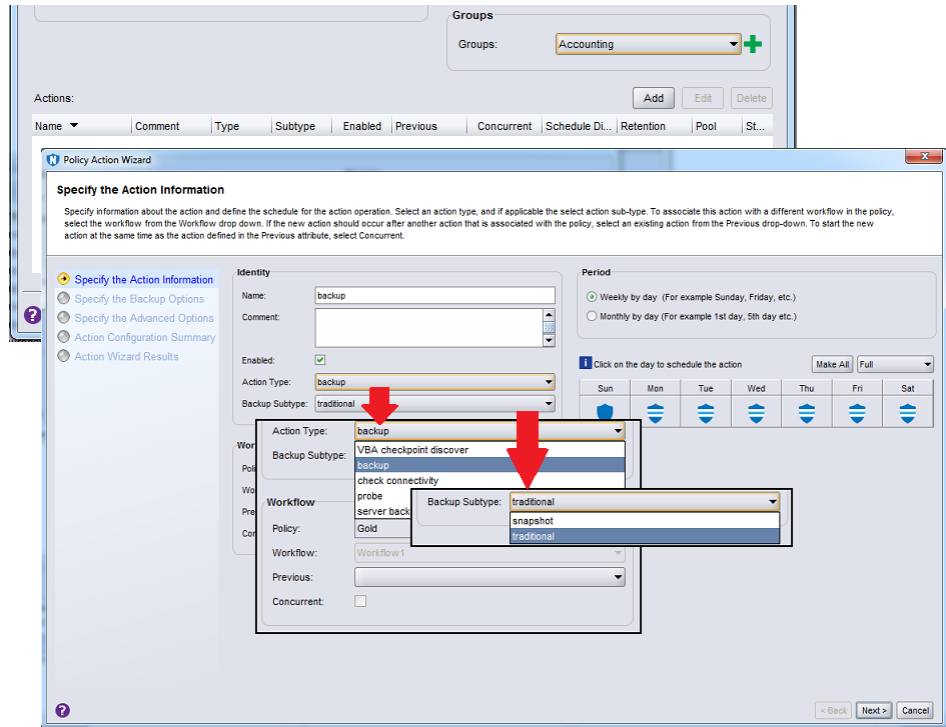 Groups
Groups: Accounting
Actions: Add Edit Delete
Name Comment Type Subtype Enabled Previous Concurrent Schedule Di... Retention Pool St...
Policy Action Wizard
Specify the Action Information
Specify information about the action and define the schedule for the action operation. Select an action type, and if applicable the select action sub-type. To associate this action with a different workflow in the policy,
select the workflow from the Workflow drop down. If the new action should occur after another action that is associated with the policy, select an existing action from the Previous drop-down. To start the new
action at the same time as the action defined in the Previous attribute, select Concurrent.
Specify the Action Information
Specify the Backup Options
Specify the Advanced Options
Action Configuration Summary
Action Wizard Results
Identity
Name: backup
Comment:
Enabled:
Action Type: backup
Backup Subtype: traditional
Period
Weekly by day (For example Sunday, Friday, etc.)
Monthly by day (For example 1st day, 5th day etc.)
Click on the day to schedule the action Make All Full
Sun Mon Tue Wed Thu Fri Sat
Wor
Poli
Wo
Pre
Con
Action Type: backup
Backup Subtype:
VBA checkpoint discover
backup
check connectivity
probe
server back
Workflow
Policy: Gold
Workflow: Workflow1
Previous:
Concurrent:
Backup Subtype: traditional
snapshot
traditional
< Back Next > Cancel